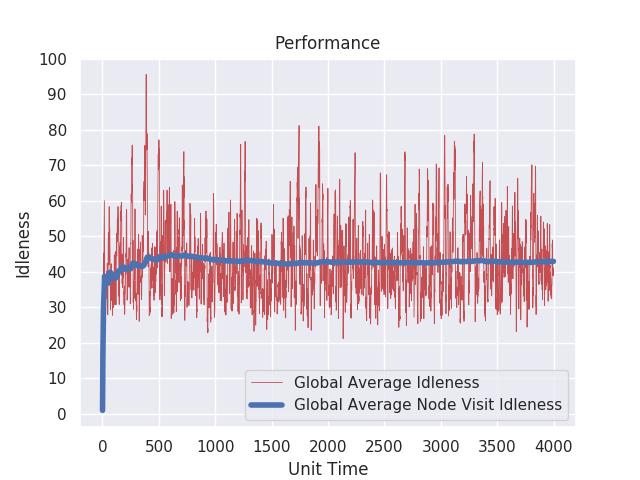 Performance
100
90
80
70
60
50
40
30
20
10
0
Idleness
Global Average Idleness
Global Average Node Visit Idleness
0 500 1000 1500 2000 2500 3000 3500 4000
Unit Time